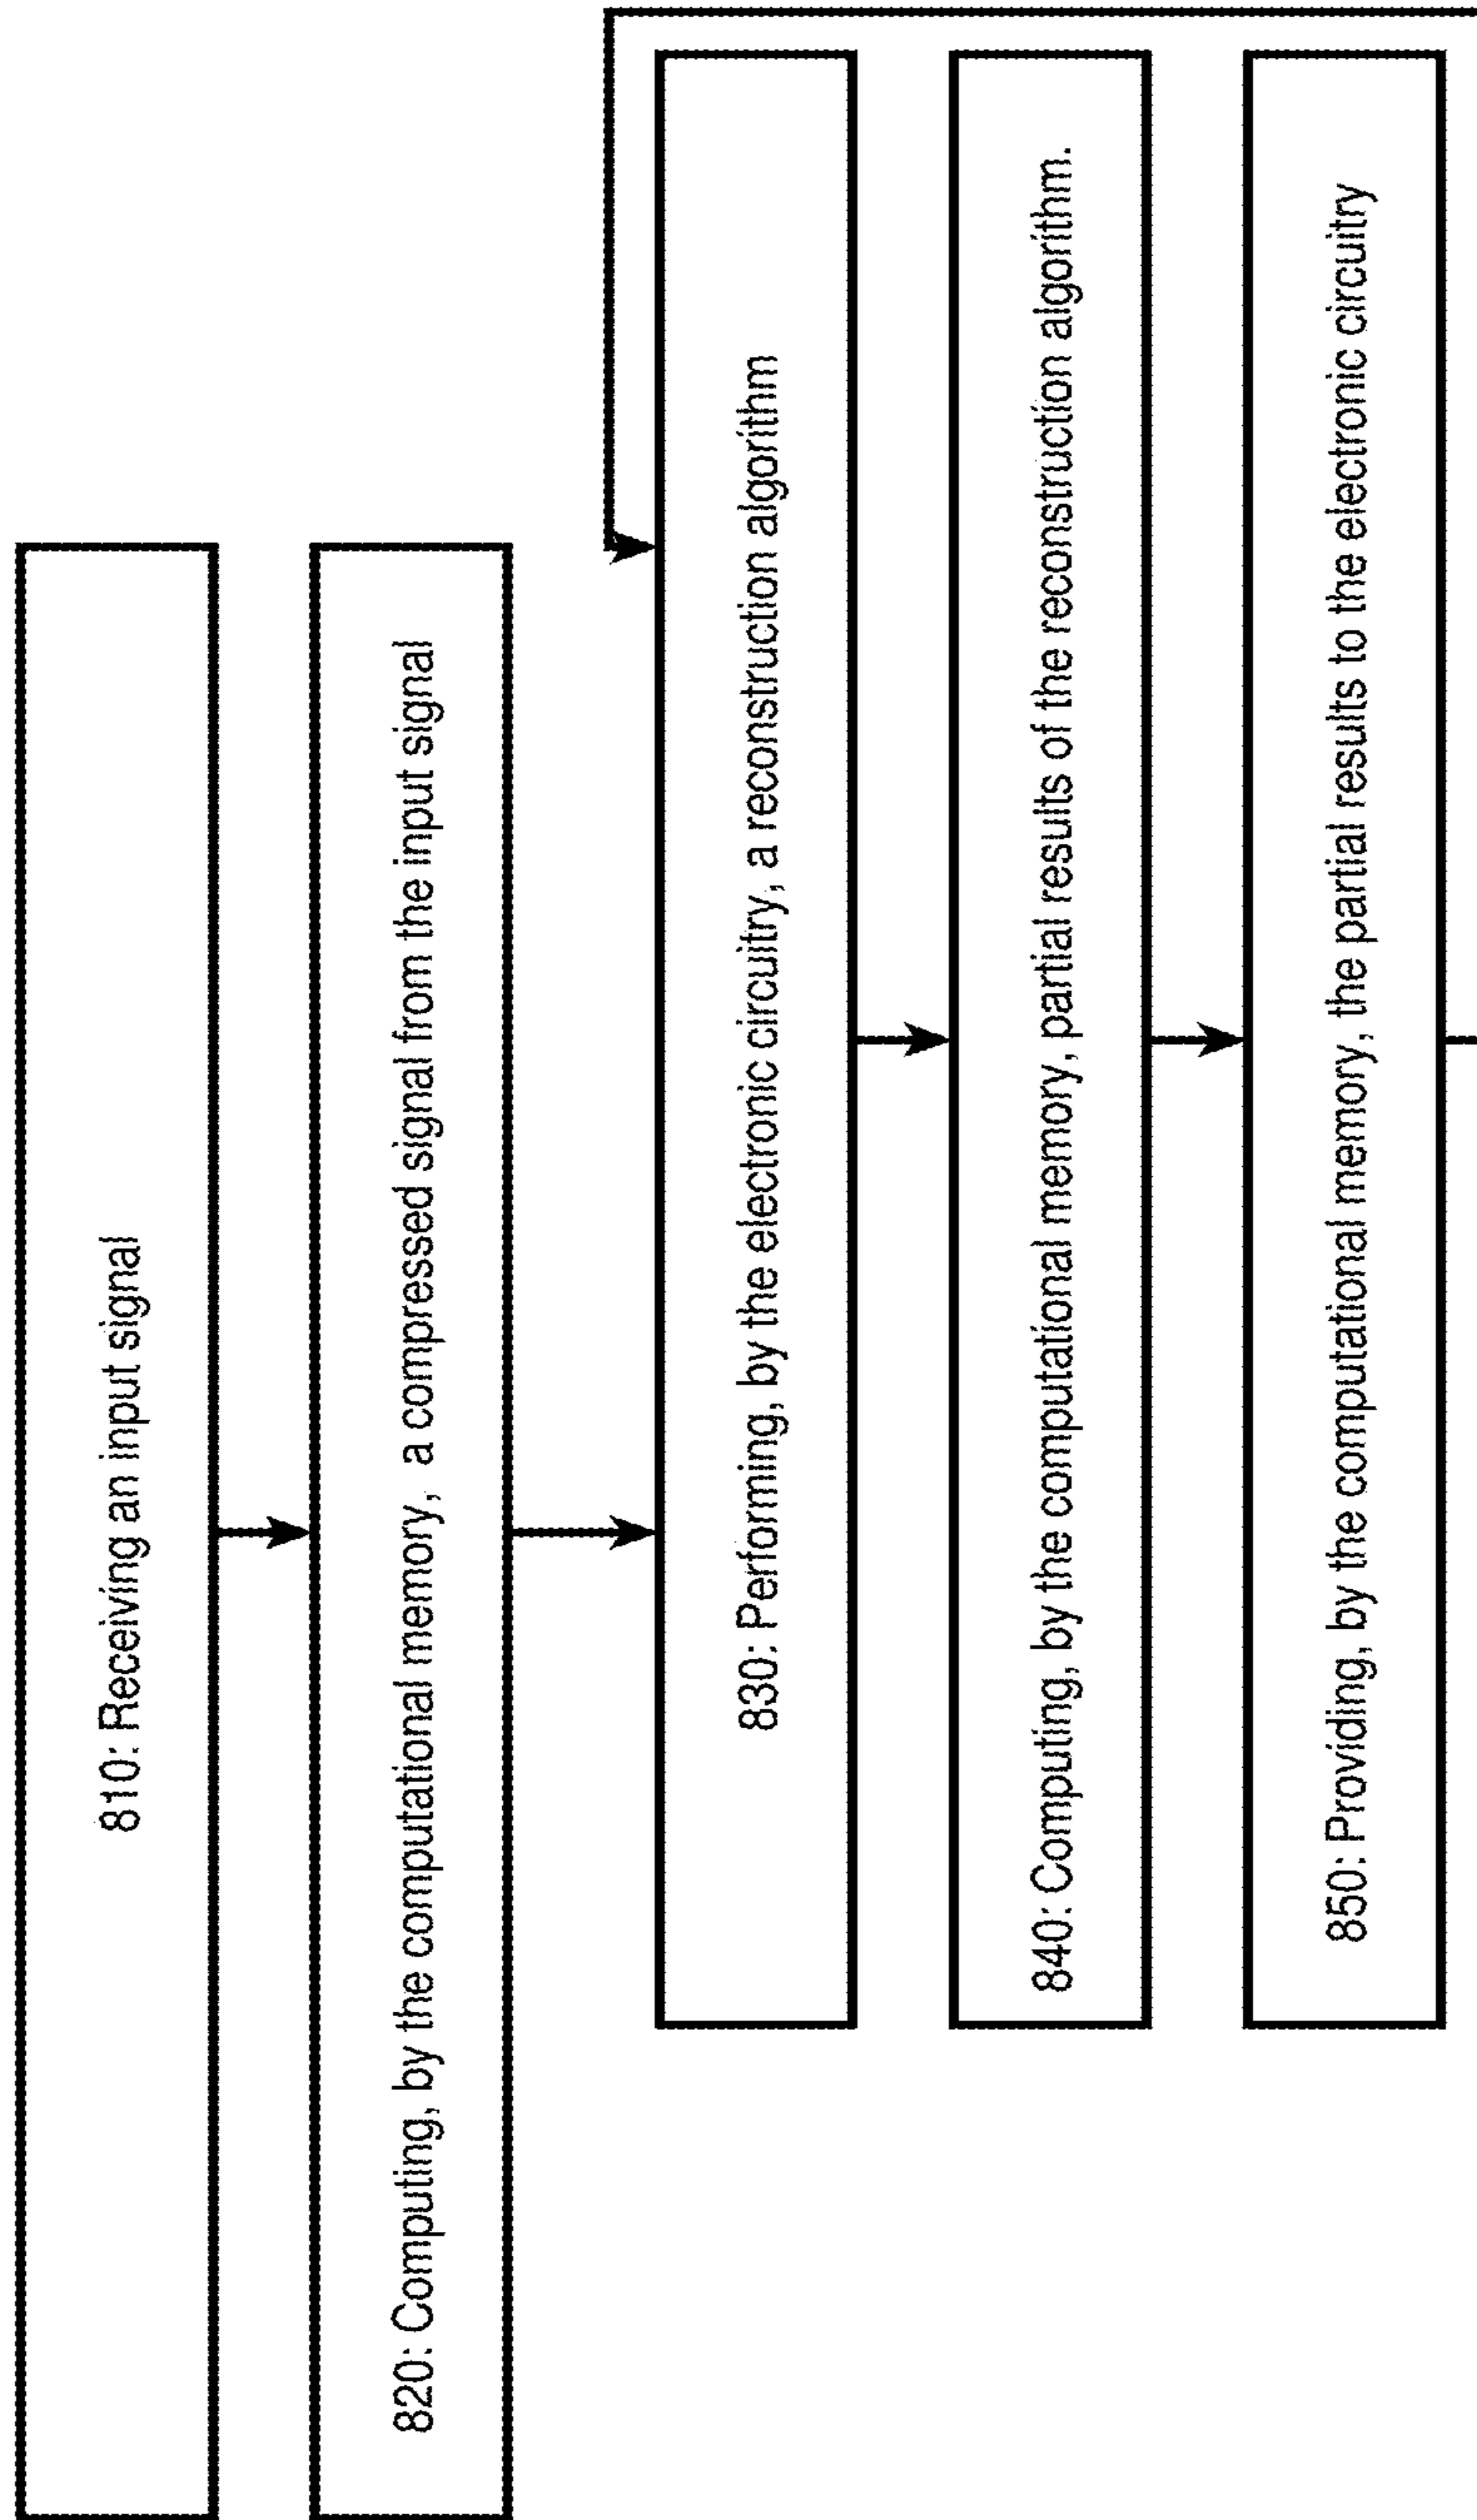 810: Receiving an input signal
820: Computing, by the computational memory, a compressed signal from the input signal
830: Performing, by the electronic circuitry, a reconstruction algorithm
840: Computing, by the computational memory, partial results of the reconstruction algorithm.
850: Providing, by the computational memory, the partial results to the electronic circuitry